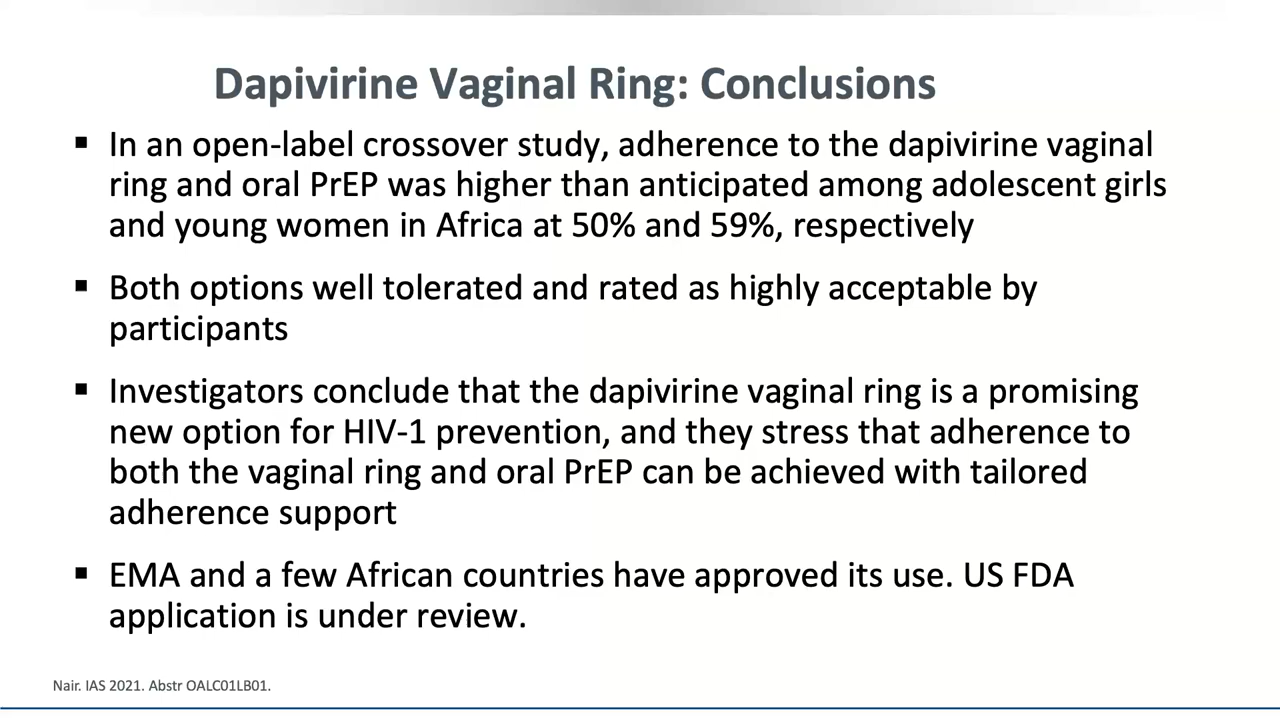 Dapivirine Vaginal Ring: Conclusions
▪ In an open-label crossover study, adherence to the dapivirine vaginal
ring and oral PrEP was higher than anticipated among adolescent girls
and young women in Africa at 50% and 59%, respectively
▪ Both options well tolerated and rated as highly acceptable by
participants
▪ Investigators conclude that the dapivirine vaginal ring is a promising
new option for HIV-1 prevention, and they stress that adherence to
both the vaginal ring and oral PrEP can be achieved with tailored
adherence support
▪ EMA and a few African countries have approved its use. US FDA
application is under review.
Nair. IAS 2021. Abstr OALC01LB01.